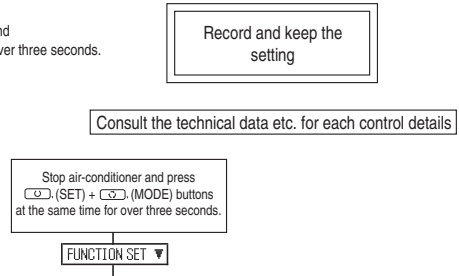 and
over three seconds.
Record and keep the
setting
Consult the technical data etc. for each control details
Stop air-conditioner and press
(SET) + (MODE) buttons
at the same time for over three seconds.
FUNCTION SET ▼